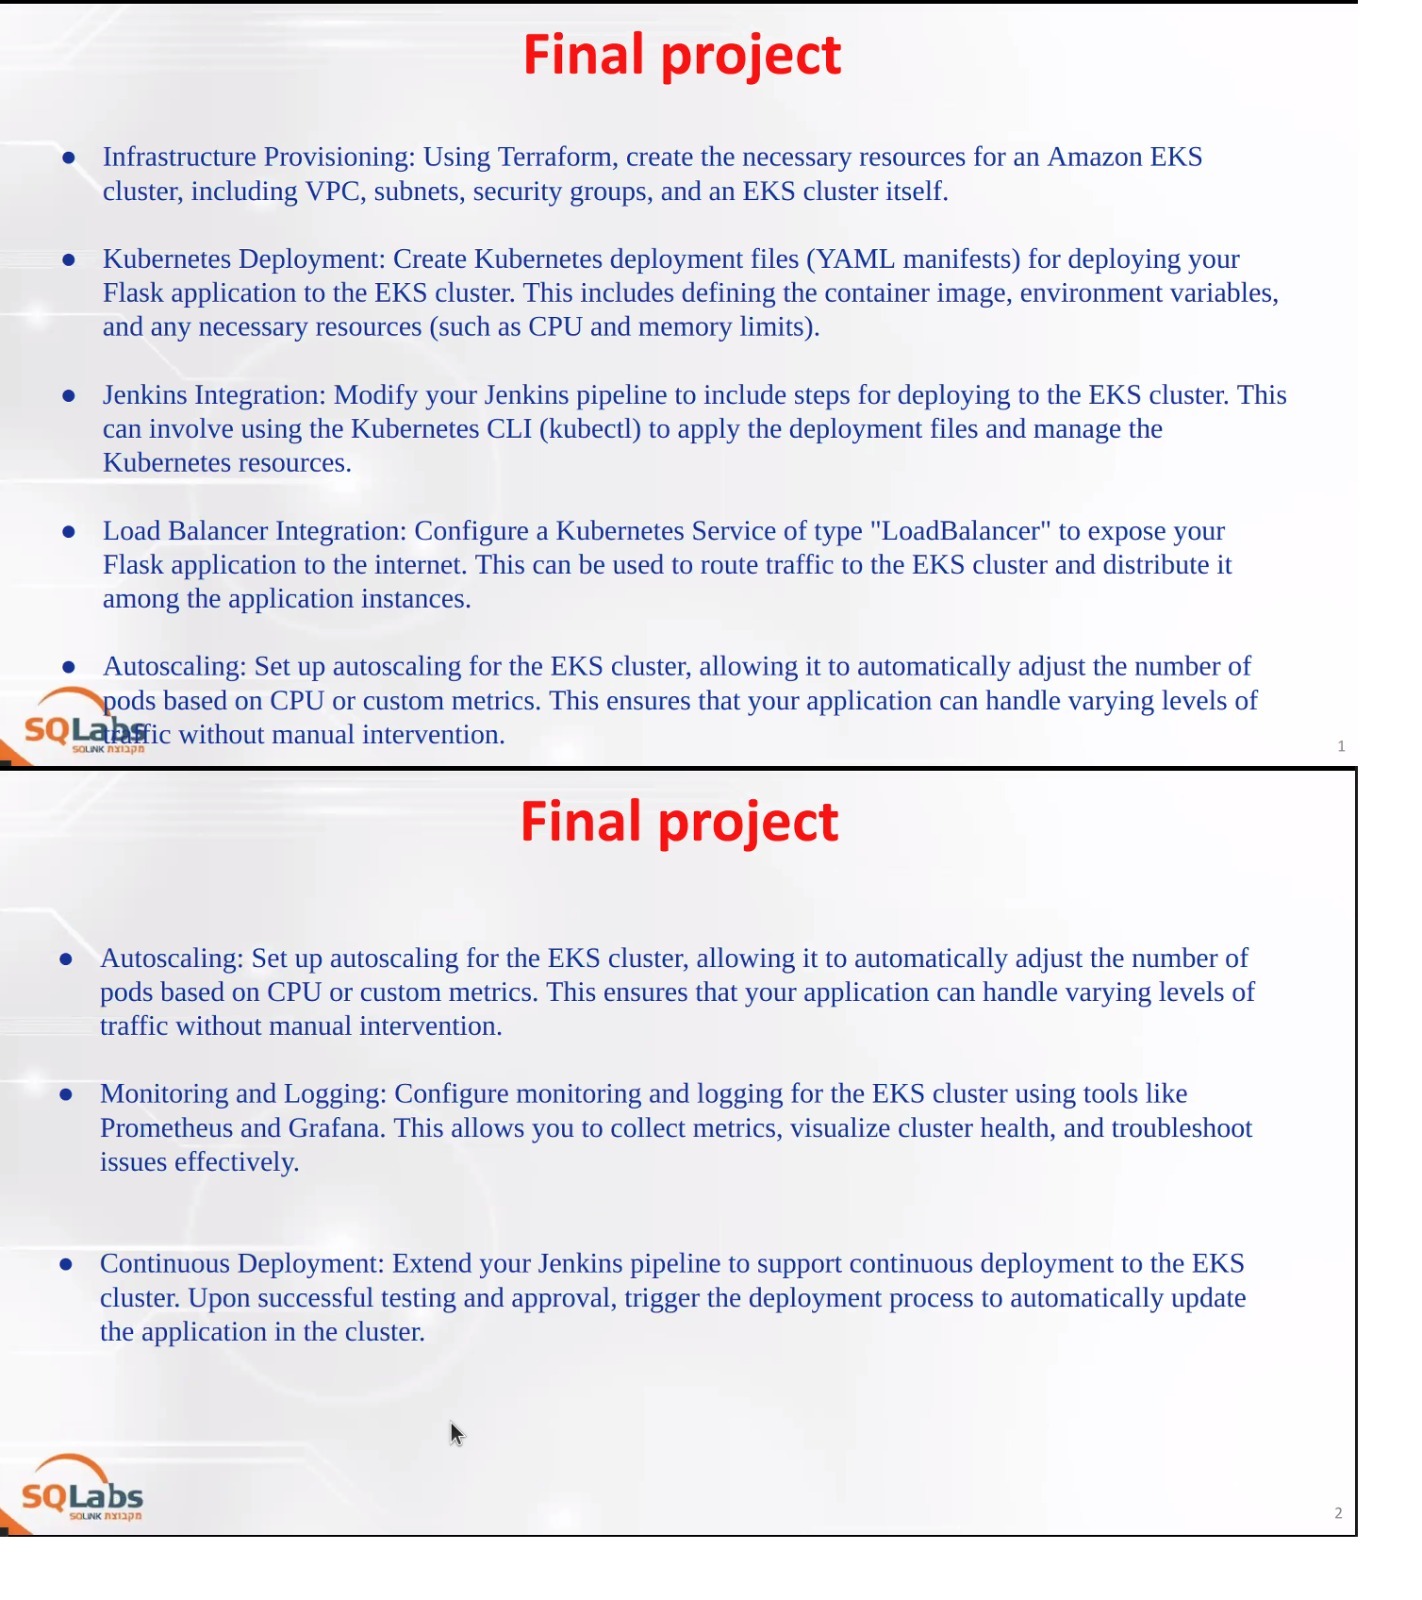 Final project
● Infrastructure Provisioning: Using Terraform, create the necessary resources for an Amazon EKS
cluster, including VPC, subnets, security groups, and an EKS cluster itself.
● Kubernetes Deployment: Create Kubernetes deployment files (YAML manifests) for deploying your
Flask application to the EKS cluster. This includes defining the container image, environment variables,
and any necessary resources (such as CPU and memory limits).
● Jenkins Integration: Modify your Jenkins pipeline to include steps for deploying to the EKS cluster. This
can involve using the Kubernetes CLI (kubectl) to apply the deployment files and manage the
Kubernetes resources.
● Load Balancer Integration: Configure a Kubernetes Service of type "LoadBalancer" to expose your
Flask application to the internet. This can be used to route traffic to the EKS cluster and distribute it
among the application instances.
● Autoscaling: Set up autoscaling for the EKS cluster, allowing it to automatically adjust the number of
pods based on CPU or custom metrics. This ensures that your application can handle varying levels of
traffic without manual intervention.
SQLabs
SQLINK מקבוצת
1
Final project
● Autoscaling: Set up autoscaling for the EKS cluster, allowing it to automatically adjust the number of
pods based on CPU or custom metrics. This ensures that your application can handle varying levels of
traffic without manual intervention.
● Monitoring and Logging: Configure monitoring and logging for the EKS cluster using tools like
Prometheus and Grafana. This allows you to collect metrics, visualize cluster health, and troubleshoot
issues effectively.
● Continuous Deployment: Extend your Jenkins pipeline to support continuous deployment to the EKS
cluster. Upon successful testing and approval, trigger the deployment process to automatically update
the application in the cluster.
SQLabs
SQLINK מקבוצת
2